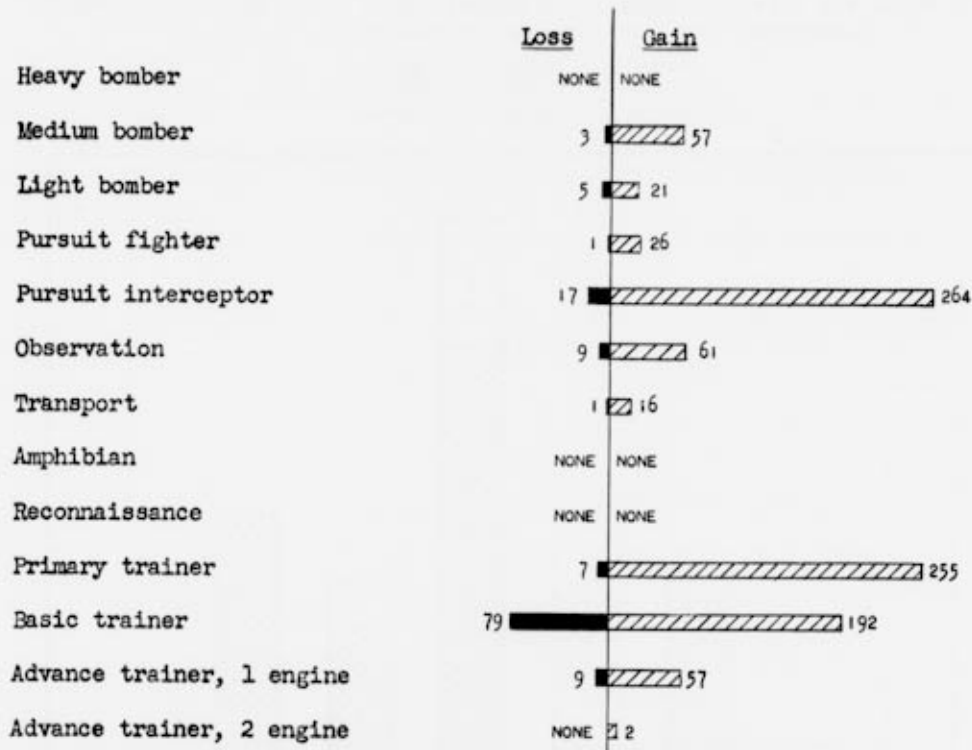 Loss Gain
Heavy bomber NONE NONE
Medium bomber 3 57
Light bomber 5 21
Pursuit fighter 1 26
Pursuit interceptor 17 264
Observation 9 61
Transport 1 16
Amphibian NONE NONE
Reconnaissance NONE NONE
Primary trainer 7 255
Basic trainer 79 192
Advance trainer, 1 engine 9 57
Advance trainer, 2 engine NONE 2